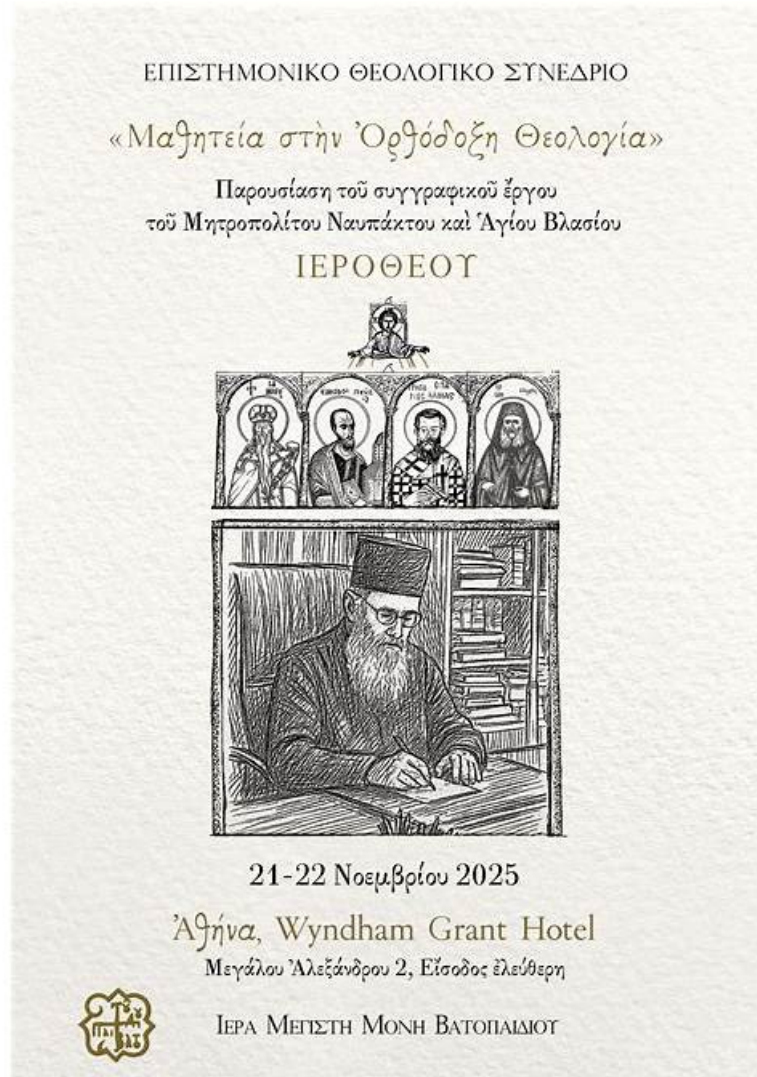 ΕΠΙΣΤΗΜΟΝΙΚΟ ΘΕΟΛΟΓΙΚΟ ΣΥΝΕΔΡΙΟ
«Μαθητεία στὴν Ὀρθόδοξη Θεολογία»
Παρουσίαση τοῦ συγγραφικοῦ ἔργου
τοῦ Μητροπολίτου Ναυπάκτου καὶ Ἁγίου Βλασίου
ΙΕΡΟΘΕΟΥ
21-22 Νοεμβρίου 2025
Ἀθήνα, Wyndham Grant Hotel
Μεγάλου Ἀλεξάνδρου 2, Εἴσοδος ἐλεύθερη
ΙΕΡΑ ΜΕΓΙΣΤΗ ΜΟΝΗ ΒΑΤΟΠΑΙΔΙΟΥ